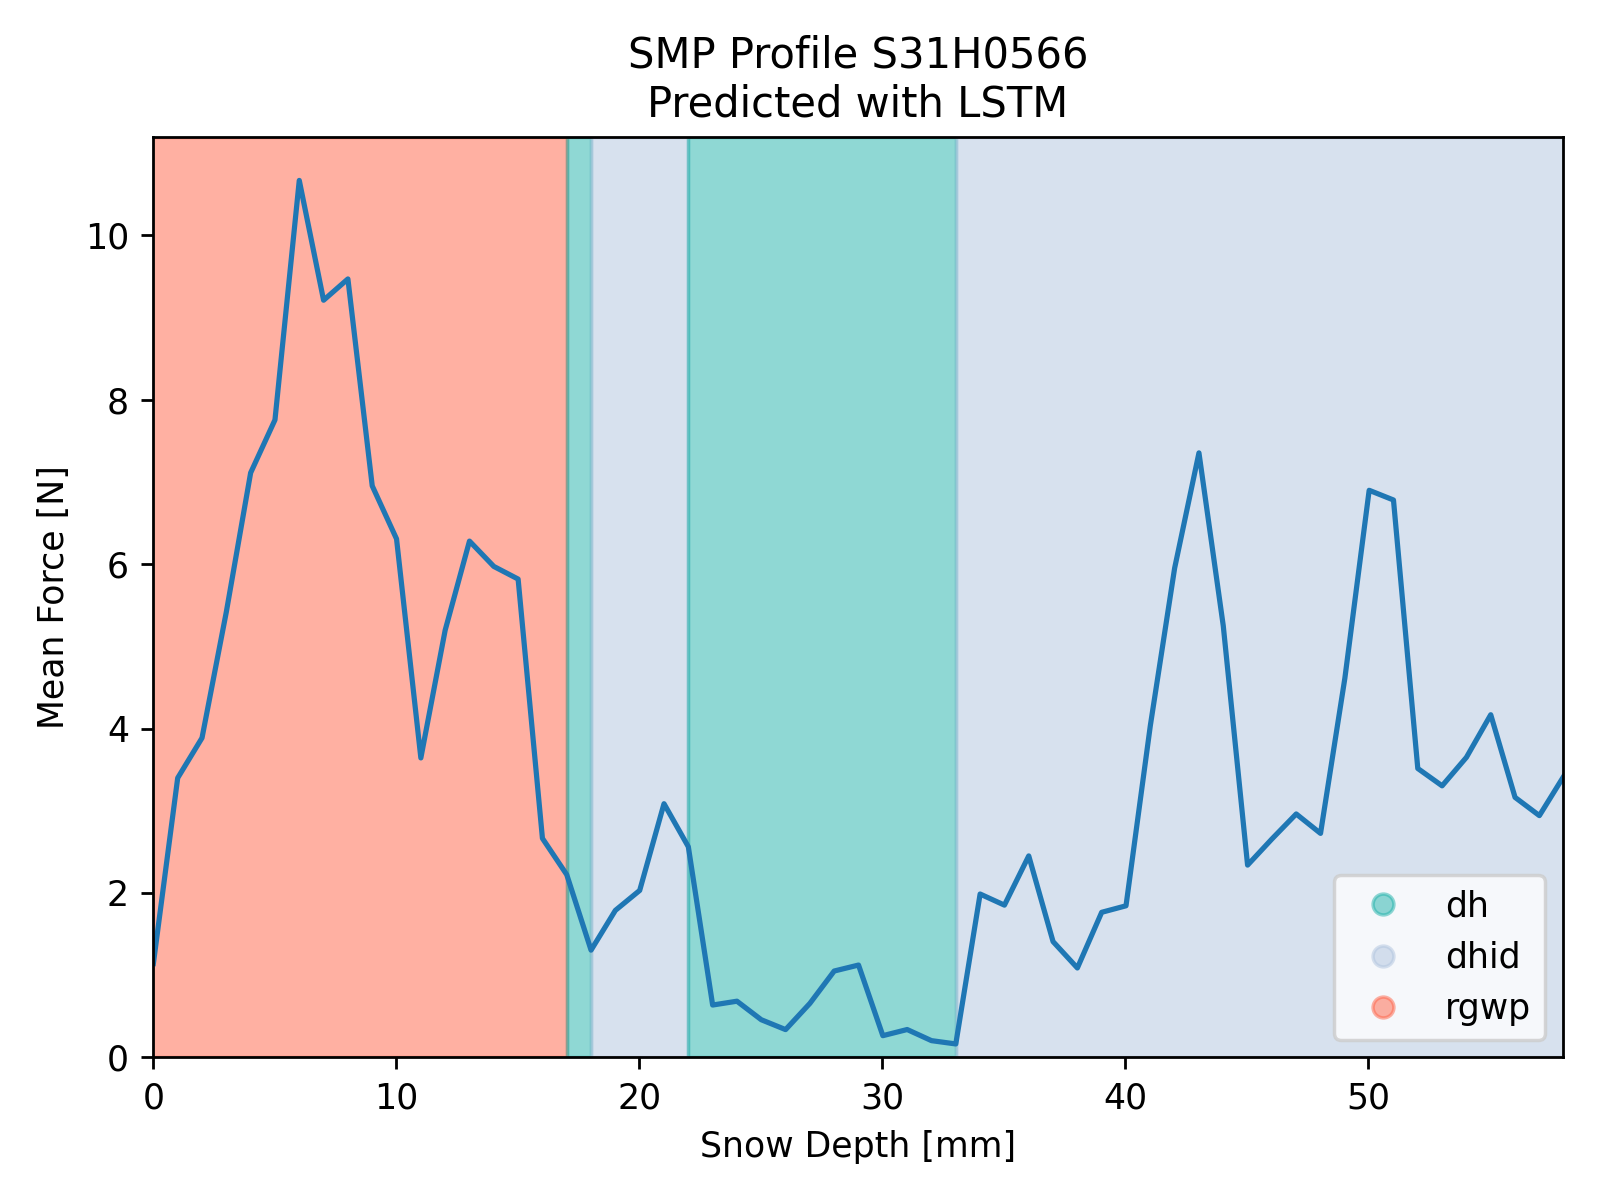 SMP Profile S31H0566
Predicted with LSTM
Mean Force [N]
10
8
6
4
2
0
0 10 20 30 40 50
Snow Depth [mm]
dh
dhid
rgwp